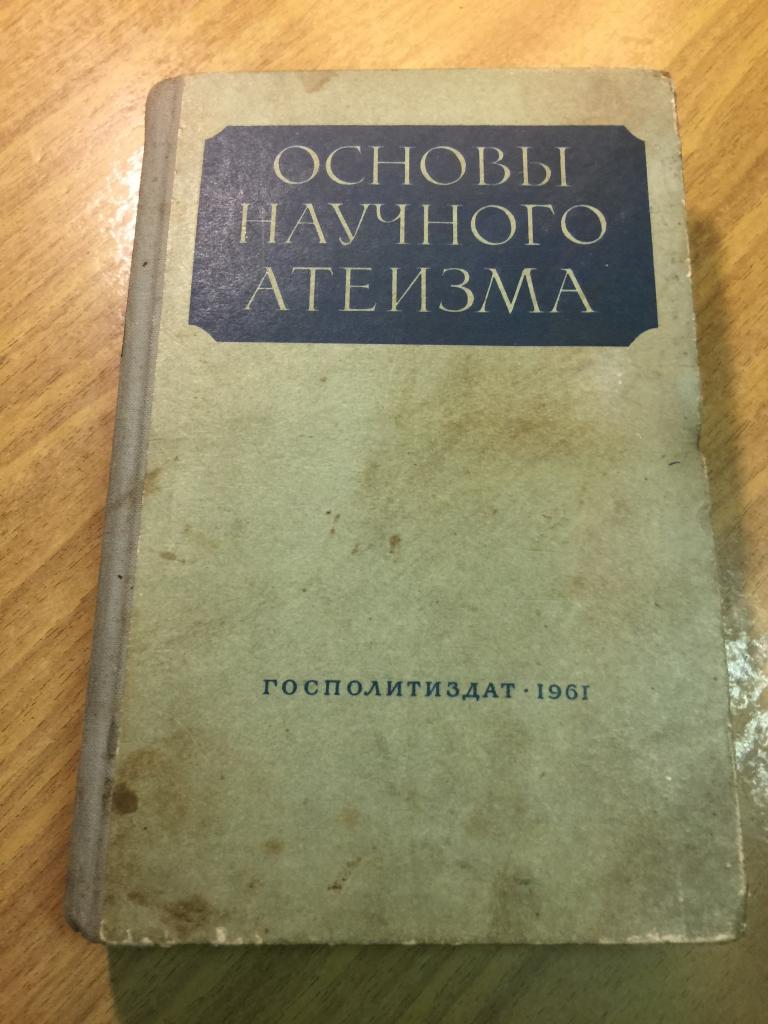 ОСНОВЫ
НАУЧНОГО
АТЕИЗМА
ГОСПОЛИТИЗДАТ · 1961